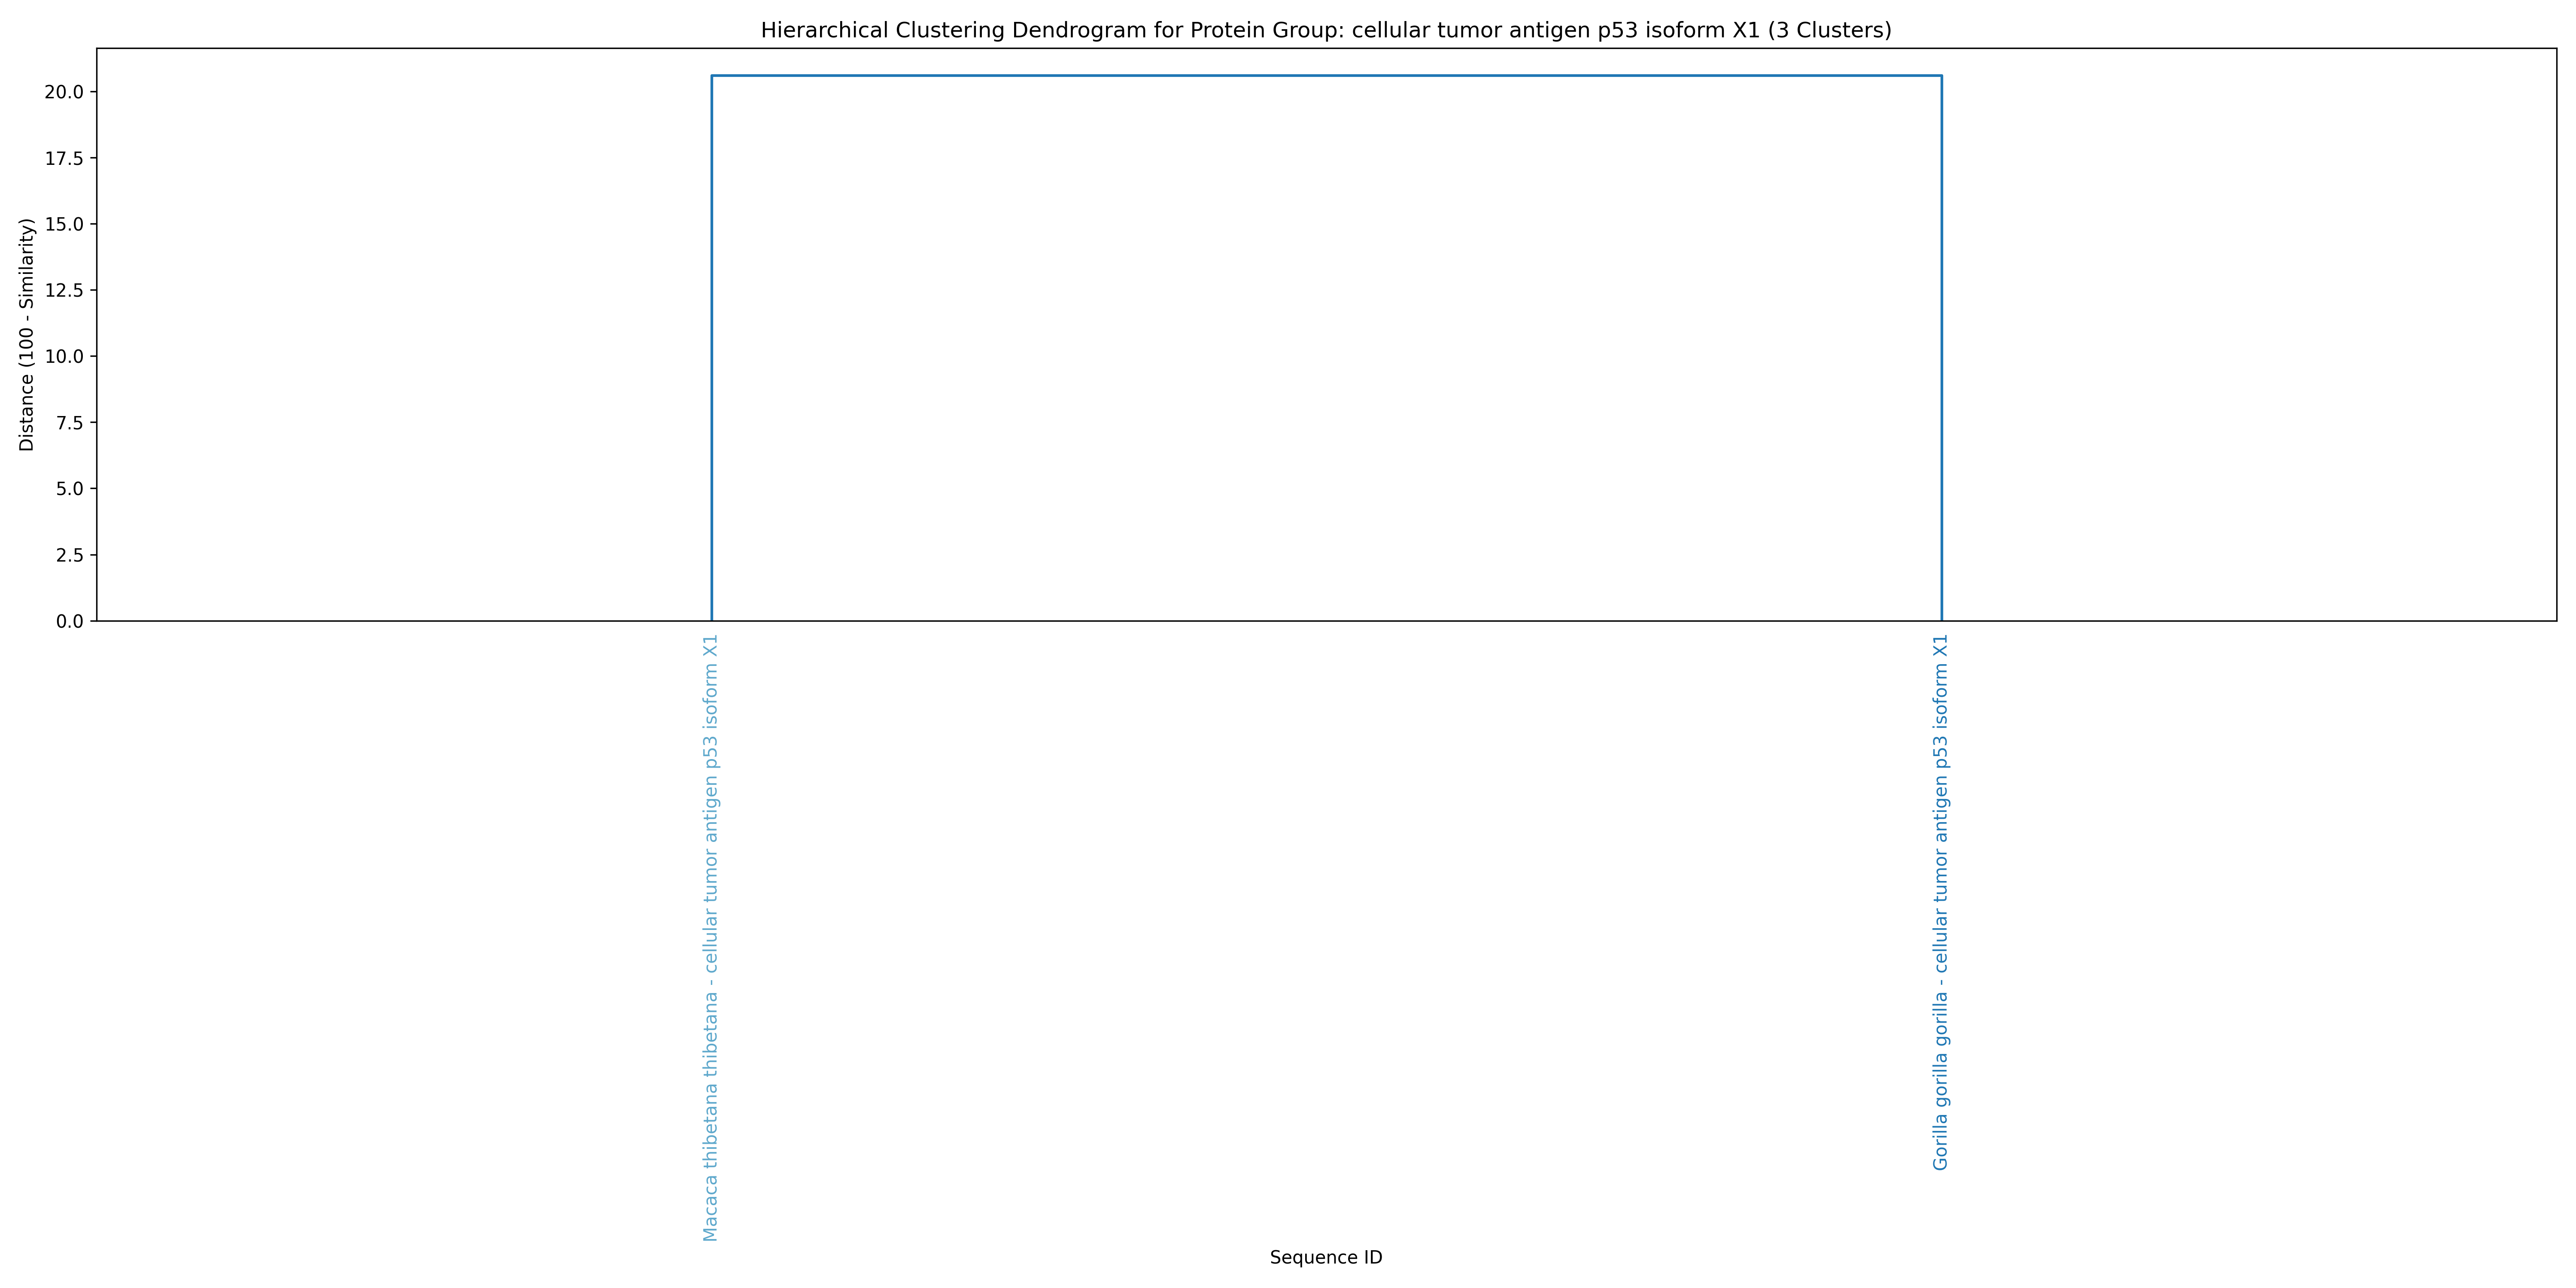 Hierarchical Clustering Dendrogram for Protein Group: cellular tumor antigen p53 isoform X1 (3 Clusters)
Distance (100 - Similarity)
20.0
17.5
15.0
12.5
10.0
7.5
5.0
2.5
0.0
Macaca thibetana thibetana - cellular tumor antigen p53 isoform X1
Gorilla gorilla gorilla - cellular tumor antigen p53 isoform X1
Sequence ID